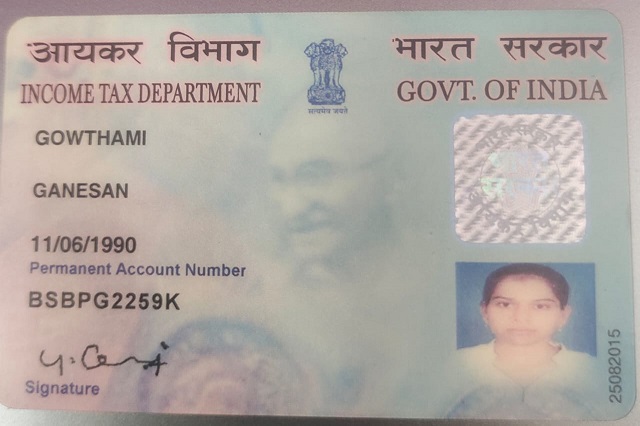 आयकर विभाग
INCOME TAX DEPARTMENT
सत्यमेव जयते
भारत सरकार
GOVT. OF INDIA
GOWTHAMI
GANESAN
11/06/1990
Permanent Account Number
BSBPG2259K
Signature
25082015